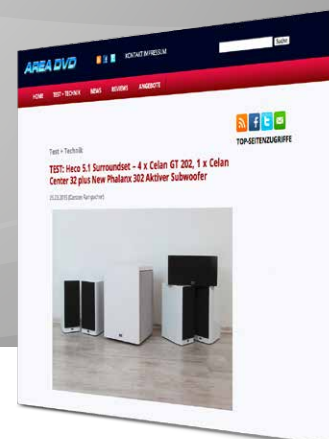 AREA DVD
KONTAKT IMPRESSUM
Suche
HOME TEST + TECHNIK NEWS REVIEWS ANGEBOTE
TOP-SEITENZUGRIFFE
Test + Technik
TEST: Heco 5.1 Surroundset – 4 x Celan GT 202, 1 x Celan
Center 32 plus New Phalanx 302 Aktiver Subwoofer